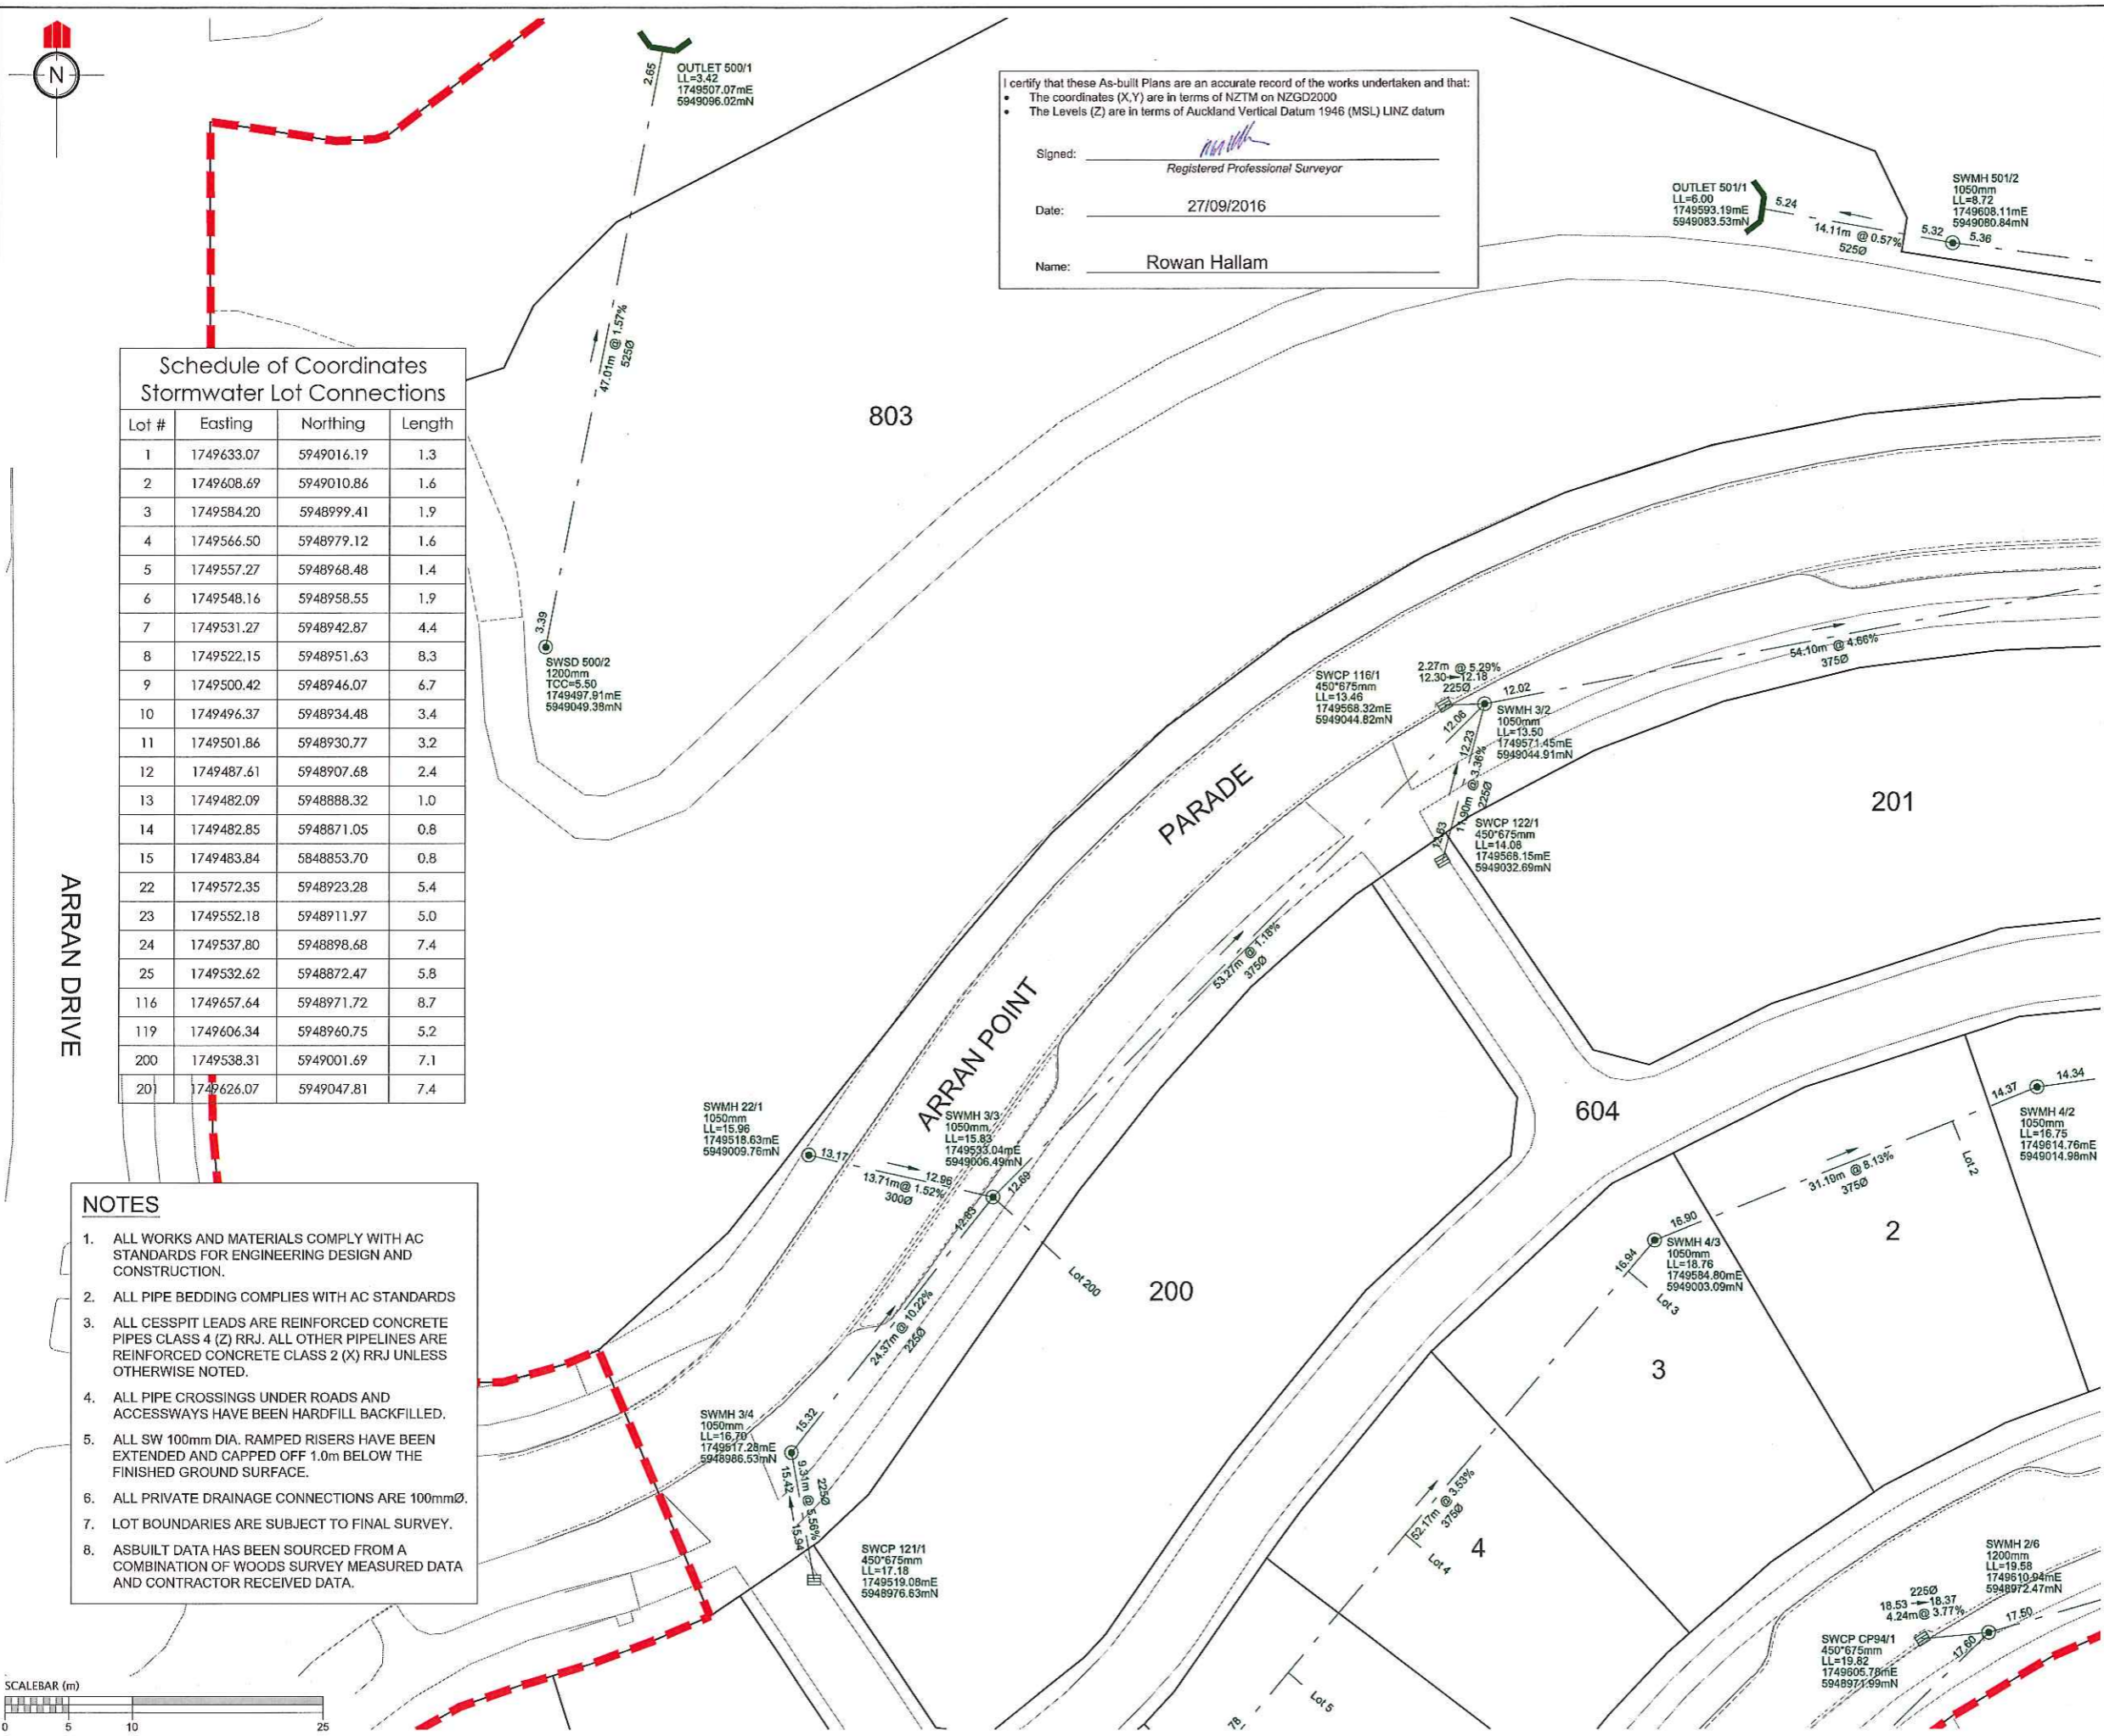 N
OUTLET 500/1
LL=3.42
1749507.07mE
5949096.02mN
2.65
47.01m @ 1.57%
525Ø
3.39
SWSD 500/2
1200mm
TCC=5.50
1749497.91mE
5949049.38mN
I certify that these As-built Plans are an accurate record of the works undertaken and that:
• The coordinates (X,Y) are in terms of NZTM on NZGD2000
• The Levels (Z) are in terms of Auckland Vertical Datum 1946 (MSL) LINZ datum
Signed:
Registered Professional Surveyor
Date: 27/09/2016
Name: Rowan Hallam
OUTLET 501/1
LL=6.00
1749593.19mE
5949083.53mN
5.24
14.11m @ 0.57%
525Ø
5.32
5.36
SWMH 501/2
1050mm
LL=8.72
1749608.11mE
5949080.84mN
Schedule of Coordinates
Stormwater Lot Connections
Lot # Easting Northing Length
1 1749633.07 5949016.19 1.3
2 1749608.69 5949010.86 1.6
3 1749584.20 5948999.41 1.9
4 1749566.50 5948979.12 1.6
5 1749557.27 5948968.48 1.4
6 1749548.16 5948958.55 1.9
7 1749531.27 5948942.87 4.4
8 1749522.15 5948951.63 8.3
9 1749500.42 5948946.07 6.7
10 1749496.37 5948934.48 3.4
11 1749501.86 5948930.77 3.2
12 1749487.61 5948907.68 2.4
13 1749482.09 5948888.32 1.0
14 1749482.85 5948871.05 0.8
15 1749483.84 5848853.70 0.8
22 1749572.35 5948923.28 5.4
23 1749552.18 5948911.97 5.0
24 1749537.80 5948898.68 7.4
25 1749532.62 5948872.47 5.8
116 1749657.64 5948971.72 8.7
119 1749606.34 5948960.75 5.2
200 1749538.31 5949001.69 7.1
201 1749626.07 5949047.81 7.4
803
ARRAN DRIVE
ARRAN POINT
PARADE
SWCP 116/1
450*675mm
LL=13.46
1749568.32mE
5949044.82mN
2.27m @ 5.29%
12.30 12.18
225Ø
12.02
12.06
12.23
SWMH 3/2
1050mm
LL=13.50
1749571.45mE
5949044.91mN
54.10m @ 4.66%
375Ø
11.90m @ 3.36%
225Ø
12.63
SWCP 122/1
450*675mm
LL=14.08
1749568.15mE
5949032.69mN
201
53.27m @ 1.18%
375Ø
SWMH 22/1
1050mm
LL=15.96
1749518.63mE
5949009.76mN
13.17
12.96
13.71m@ 1.52%
300Ø
SWMH 3/3
1050mm
LL=15.83
1749533.04mE
5949006.49mN
12.69
12.83
24.37m @ 10.22%
225Ø
Lot 200
200
604
14.37
14.34
SWMH 4/2
1050mm
LL=16.75
1749614.76mE
5949014.98mN
31.10m @ 8.13%
375Ø
Lot 2
2
16.90
16.94
SWMH 4/3
1050mm
LL=18.76
1749584.80mE
5949003.09mN
Lot 3
3
52.17m @ 3.53%
375Ø
Lot 4
4
Lot 5
78
NOTES
1. ALL WORKS AND MATERIALS COMPLY WITH AC
STANDARDS FOR ENGINEERING DESIGN AND
CONSTRUCTION.
2. ALL PIPE BEDDING COMPLIES WITH AC STANDARDS
3. ALL CESSPIT LEADS ARE REINFORCED CONCRETE
PIPES CLASS 4 (Z) RRJ. ALL OTHER PIPELINES ARE
REINFORCED CONCRETE CLASS 2 (X) RRJ UNLESS
OTHERWISE NOTED.
4. ALL PIPE CROSSINGS UNDER ROADS AND
ACCESSWAYS HAVE BEEN HARDFILL BACKFILLED.
5. ALL SW 100mm DIA. RAMPED RISERS HAVE BEEN
EXTENDED AND CAPPED OFF 1.0m BELOW THE
FINISHED GROUND SURFACE.
6. ALL PRIVATE DRAINAGE CONNECTIONS ARE 100mmØ.
7. LOT BOUNDARIES ARE SUBJECT TO FINAL SURVEY.
8. ASBUILT DATA HAS BEEN SOURCED FROM A
COMBINATION OF WOODS SURVEY MEASURED DATA
AND CONTRACTOR RECEIVED DATA.
SWMH 3/4
1050mm
LL=16.70
1749517.28mE
5948986.53mN
15.32
15.42
9.31m @ 5.56%
225Ø
15.94
SWCP 121/1
450*675mm
LL=17.18
1749519.08mE
5948976.63mN
SWMH 2/6
1200mm
LL=19.58
1749610.94mE
5948972.47mN
225Ø
18.53 18.37
4.24m@ 3.77%
17.50
17.60
SWCP CP94/1
450*675mm
LL=19.82
1749605.78mE
5948971.99mN
SCALEBAR (m)
0 5 10 25